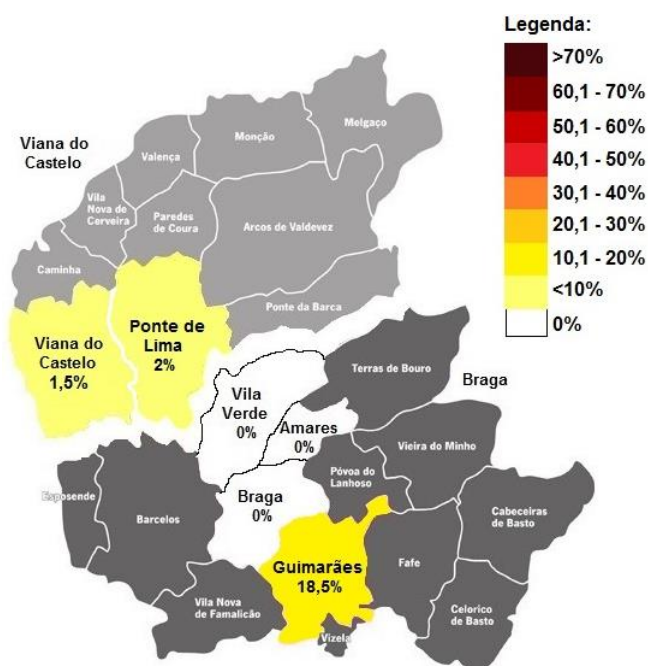 Legenda:
>70%
60,1 - 70%
50,1 - 60%
40,1 - 50%
30,1 - 40%
20,1 - 30%
10,1 - 20%
<10%
0%
Viana do
Castelo
Melgaço
Monção
Valença
Vila
Nova de
Cerveira
Paredes
de Coura
Arcos de Valdevez
Caminha
Ponte da Barca
Viana do
Castelo
1,5%
Ponte de
Lima
2%
Braga
Terras de Bouro
Vila
Verde
0%
Amares
0%
Vieira do Minho
Póvoa do
Lanhoso
Braga
0%
Esposende
Barcelos
Cabeceiras
de Basto
Guimarães
18,5%
Fafe
Vila Nova
de Famalicão
Celorico
de Basto
Vizela